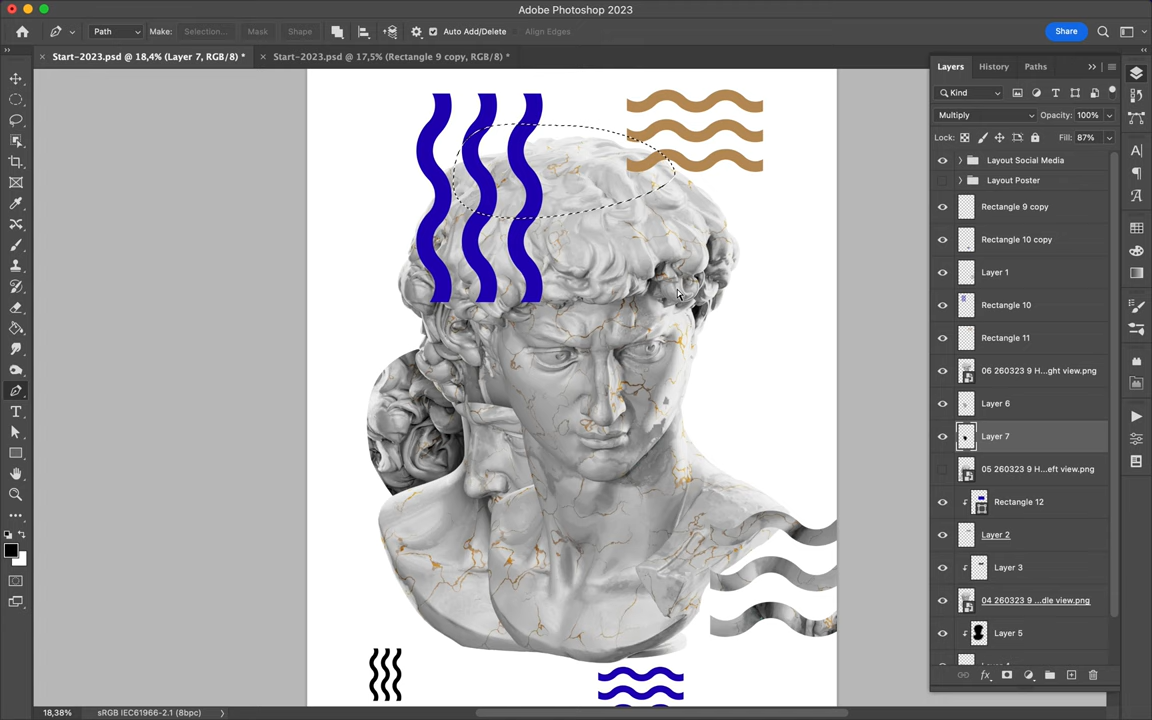 Adobe Photoshop 2023
Path Make: Selection... Mask Shape Auto Add/Delete Align Edges Share
Start-2023.psd @ 18,4% (Layer 7, RGB/8) * Start-2023.psd @ 17,5% (Rectangle 9 copy, RGB/8) *
Layers History Paths
Kind
Multiply Opacity: 100%
Lock: Fill: 87%
Layout Social Media
Layout Poster
Rectangle 9 copy
Rectangle 10 copy
Layer 1
Rectangle 10
Rectangle 11
06 260323 9 H...ght view.png
Layer 6
Layer 7
05 260323 9 H...eft view.png
Rectangle 12
Layer 2
Layer 3
04 260323 9 ...dle view.png
Layer 5
18,38% sRGB IEC61966-2.1 (8bpc)